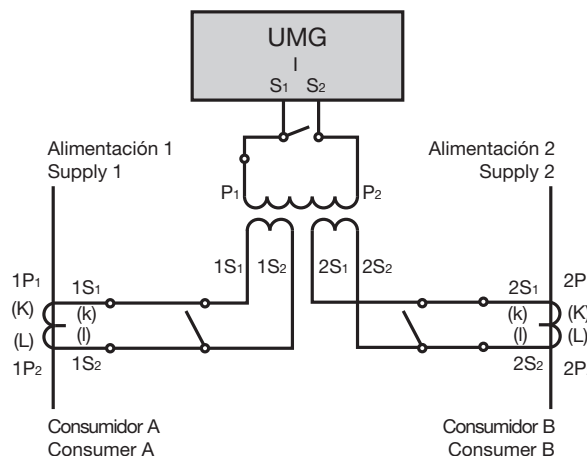 UMG
I
S1 S2
Alimentación 1
Supply 1
Alimentación 2
Supply 2
P1 P2
1S1 1S2 2S1 2S2
1P1 1S1 2S1 2P
(K) (k) (k) (K)
(L) (l) (l) (L)
1P2 1S2 2S2 2P
Consumidor A
Consumer A
Consumidor B
Consumer B